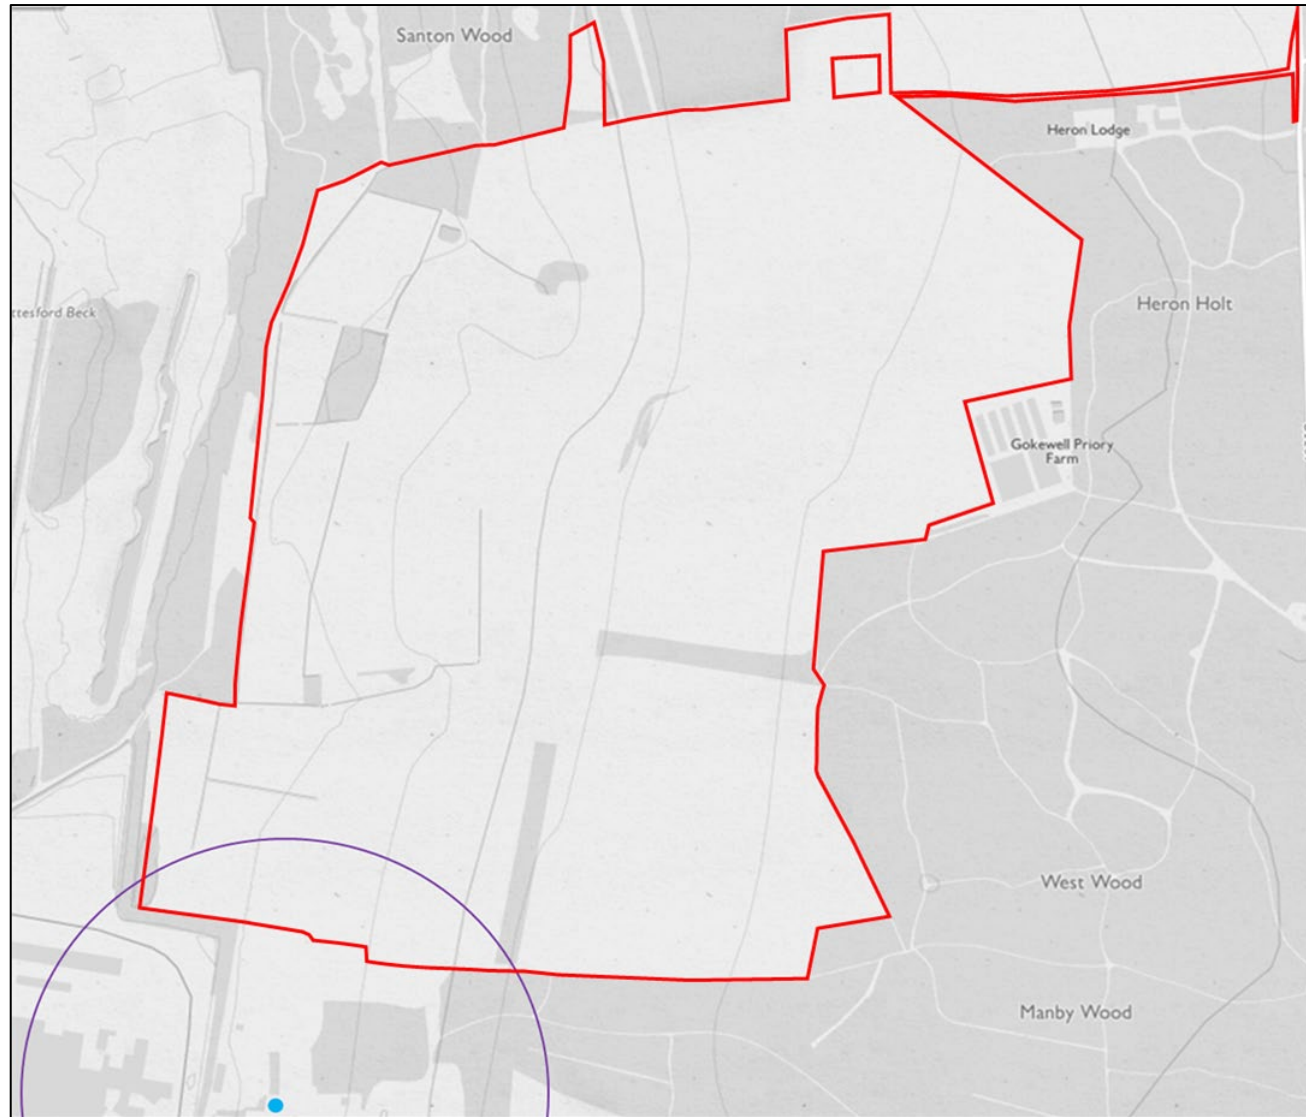 Santon Wood
Heron Lodge
Heron Holt
ttesford Beck
Gokewell Priory
Farm
West Wood
Manby Wood